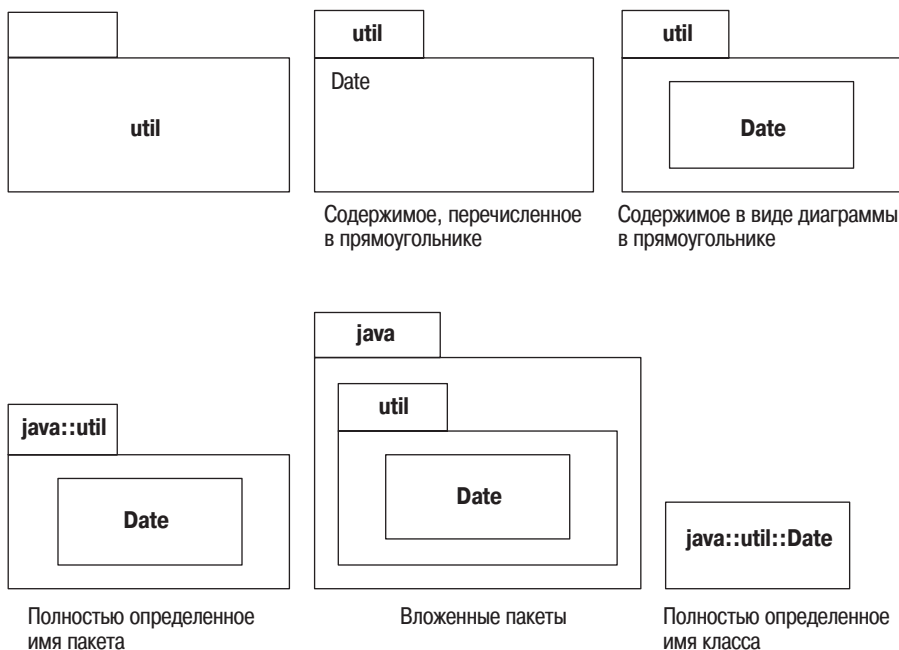 util
util
Date
Содержимое, перечисленное
в прямоугольнике
util
Date
Содержимое в виде диаграммы
в прямоугольнике
java::util
Date
Полностью определенное
имя пакета
java
util
Date
Вложенные пакеты
java::util::Date
Полностью определенное
имя класса